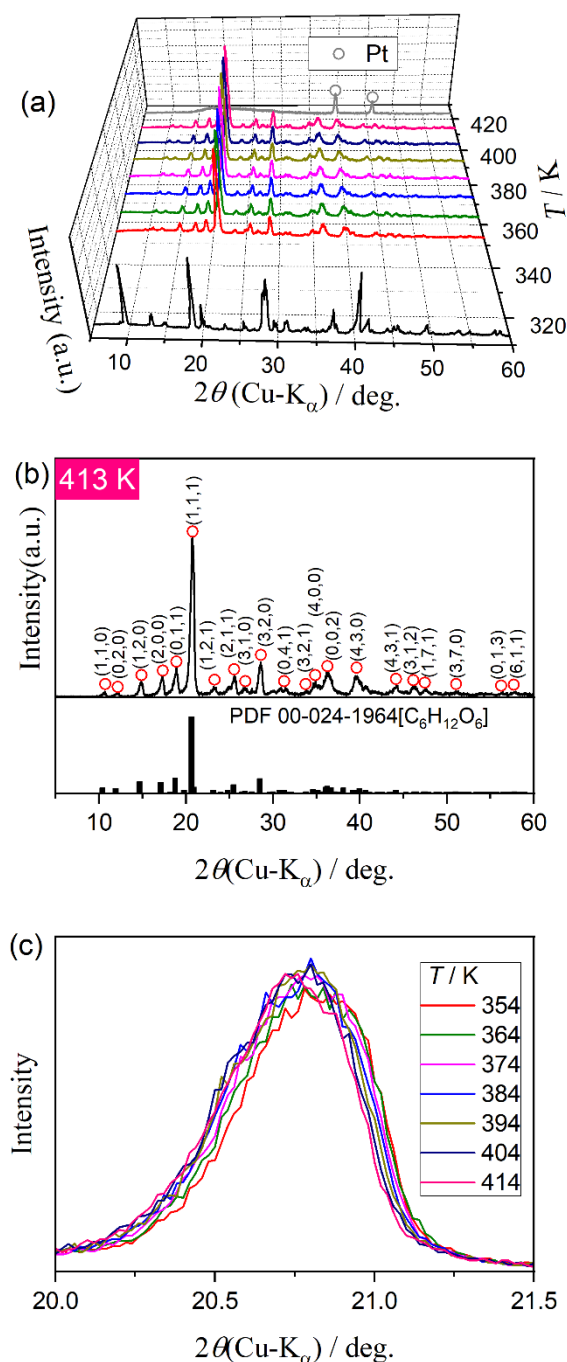 (a)
Pt
420
400
380
360
340
320
T / K
Intensity (a.u.)
10 20 30 40 50 60
2θ (Cu-Kα) / deg.
(b)
413 K
Intensity(a.u.)
(1,1,0)
(0,2,0)
(1,2,0)
(2,0,0)
(0,1,1)
(1,1,1)
(1,2,1)
(2,1,1)
(3,1,0)
(3,2,0)
(0,4,1)
(3,2,1)
(4,0,0)
(0,0,2)
(4,3,0)
(4,3,1)
(3,1,2)
(1,7,1)
(3,7,0)
(0,1,3)
(6,1,1)
PDF 00-024-1964[C₆H₁₂O₆]
10 20 30 40 50 60
2θ(Cu-Kα) / deg.
(c)
Intensity
T / K
354
364
374
384
394
404
414
20.0 20.5 21.0 21.5
2θ(Cu-Kα) / deg.